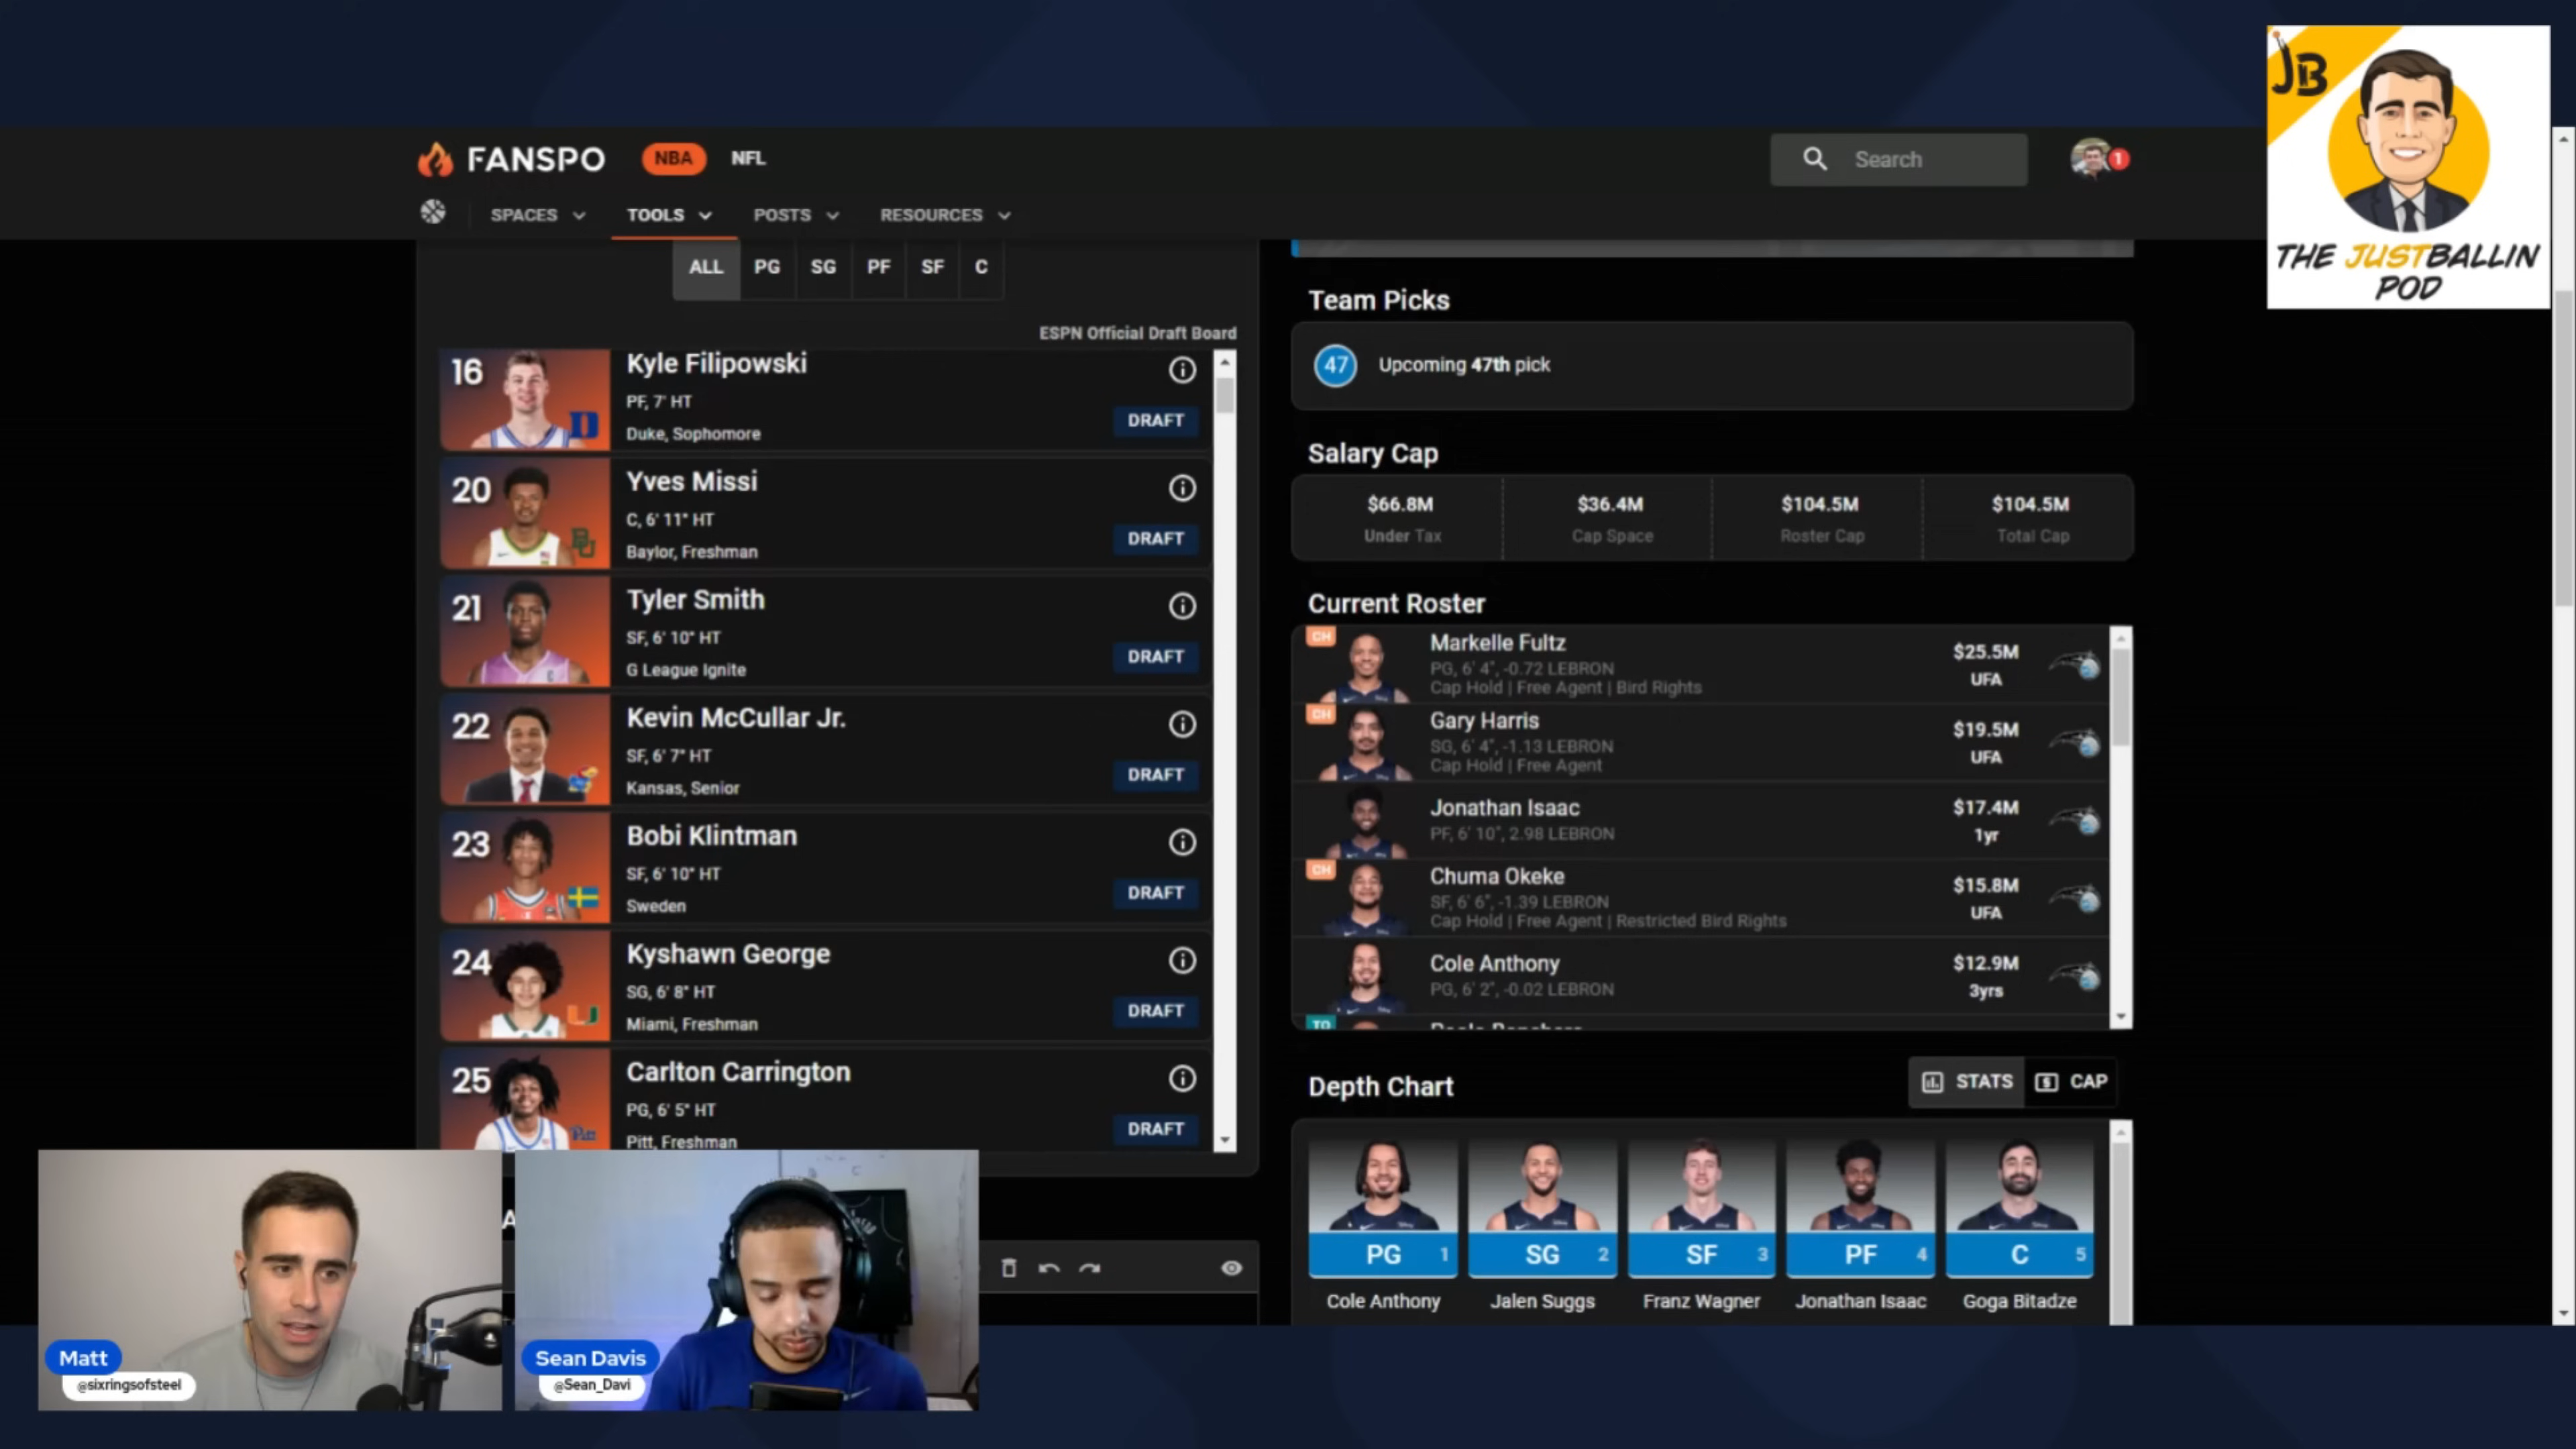 FANSPO
NBA
NFL
Search
1
SPACES
TOOLS
POSTS
RESOURCES
JB
THE JUSTBALLIN
POD
ALL
PG
SG
PF
SF
C
ESPN Official Draft Board
16
Kyle Filipowski
PF, 7' HT
Duke, Sophomore
DRAFT
20
Yves Missi
C, 6' 11" HT
Baylor, Freshman
DRAFT
21
Tyler Smith
SF, 6' 10" HT
G League Ignite
DRAFT
22
Kevin McCullar Jr.
SF, 6' 7" HT
Kansas, Senior
DRAFT
23
Bobi Klintman
SF, 6' 10" HT
Sweden
DRAFT
24
Kyshawn George
SG, 6' 8" HT
Miami, Freshman
DRAFT
25
Carlton Carrington
PG, 6' 5" HT
Pitt, Freshman
DRAFT
Team Picks
47 Upcoming 47th pick
Salary Cap
$66.8M
Under Tax
$36.4M
Cap Space
$104.5M
Roster Cap
$104.5M
Total Cap
Current Roster
CH
Markelle Fultz
PG, 6' 4", -0.72 LEBRON
Cap Hold | Free Agent | Bird Rights
$25.5M
UFA
CH
Gary Harris
SG, 6' 4", -1.13 LEBRON
Cap Hold | Free Agent
$19.5M
UFA
Jonathan Isaac
PF, 6' 10", 2.98 LEBRON
$17.4M
1yr
CH
Chuma Okeke
SF, 6' 6", -1.39 LEBRON
Cap Hold | Free Agent | Restricted Bird Rights
$15.8M
UFA
Cole Anthony
PG, 6' 2", -0.02 LEBRON
$12.9M
3yrs
Depth Chart
STATS
CAP
PG 1
Cole Anthony
SG 2
Jalen Suggs
SF 3
Franz Wagner
PF 4
Jonathan Isaac
C 5
Goga Bitadze
Matt
@sixringsofsteel
Sean Davis
@Sean_Davi